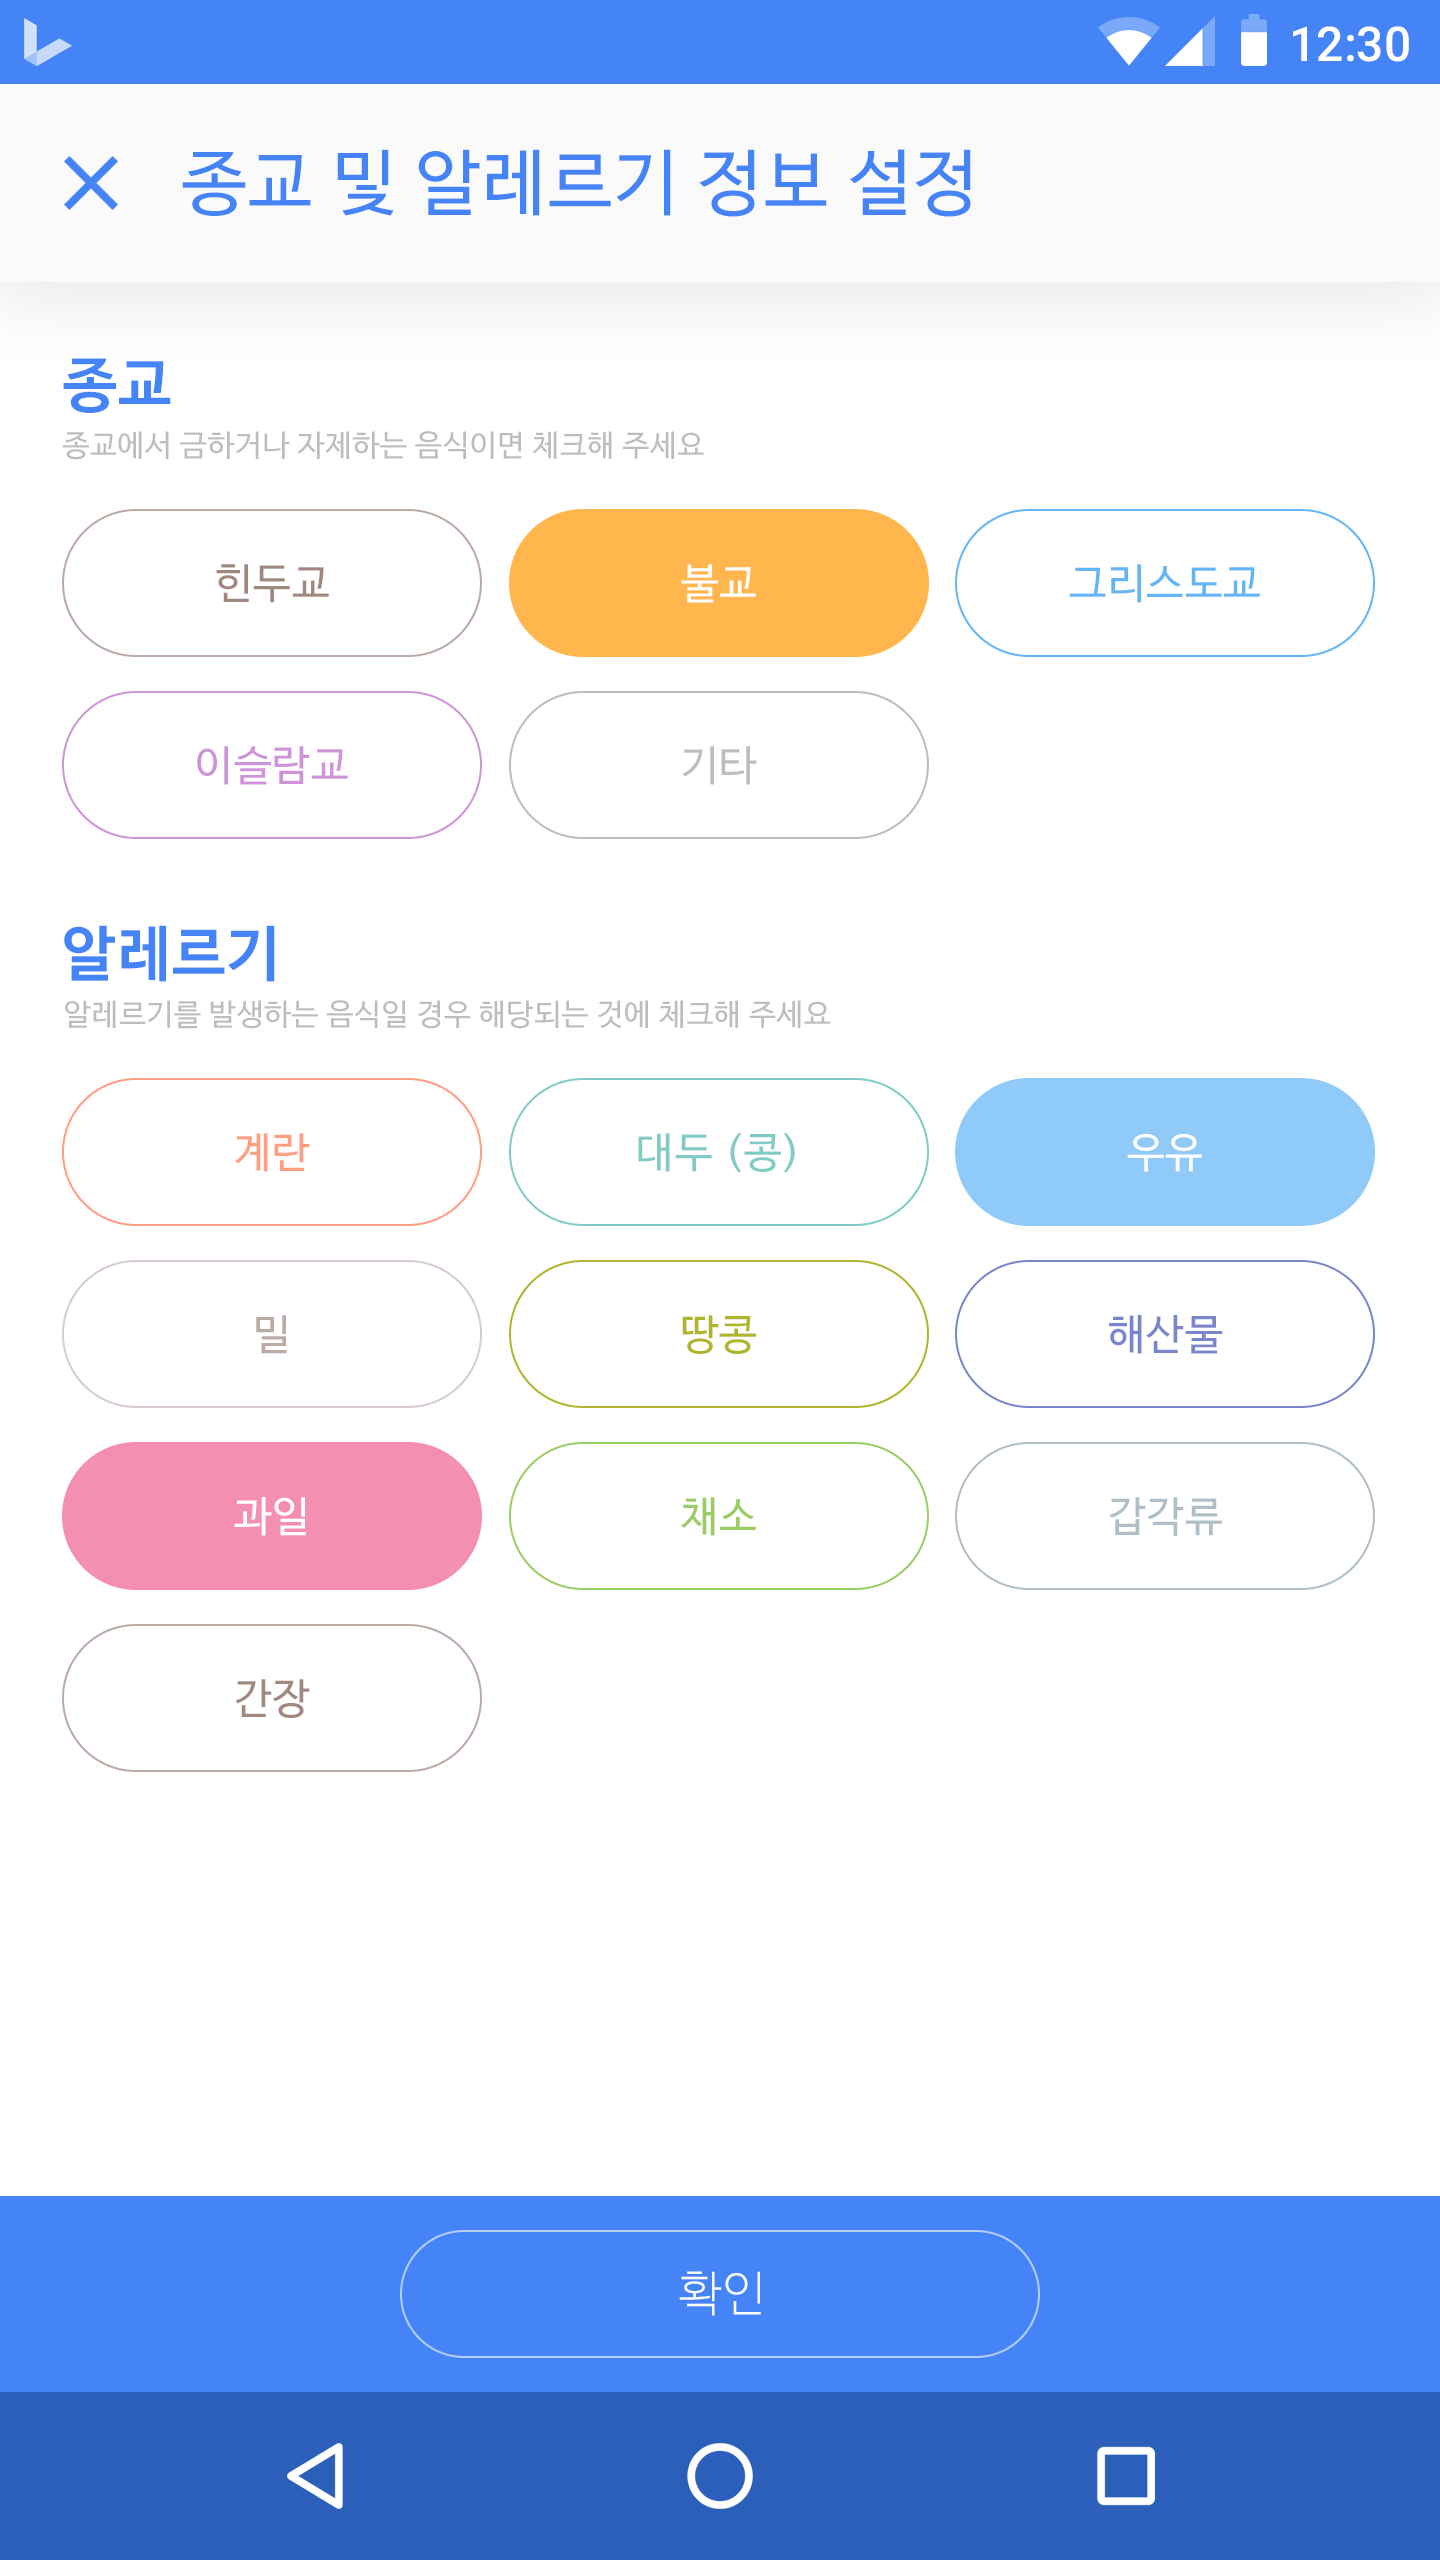 12:30
종교 및 알레르기 정보 설정
종교
종교에서 금하거나 자제하는 음식이면 체크해 주세요
힌두교 불교 그리스도교
이슬람교 기타
알레르기
알레르기를 발생하는 음식일 경우 해당되는 것에 체크해 주세요
계란 대두 (콩) 우유
밀 땅콩 해산물
과일 채소 갑각류
간장
확인